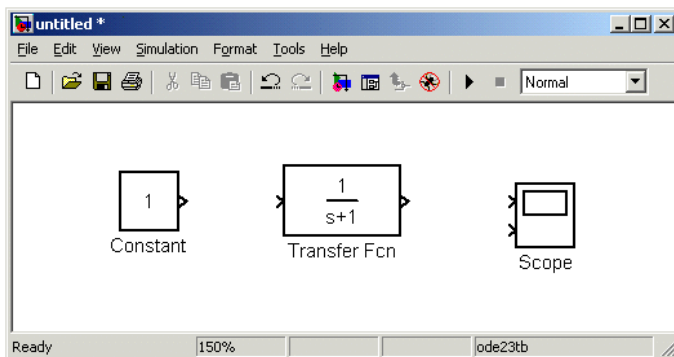 untitled *
File Edit View Simulation Format Tools Help
Normal
1
Constant
1
s+1
Transfer Fcn
Scope
Ready 150% ode23tb